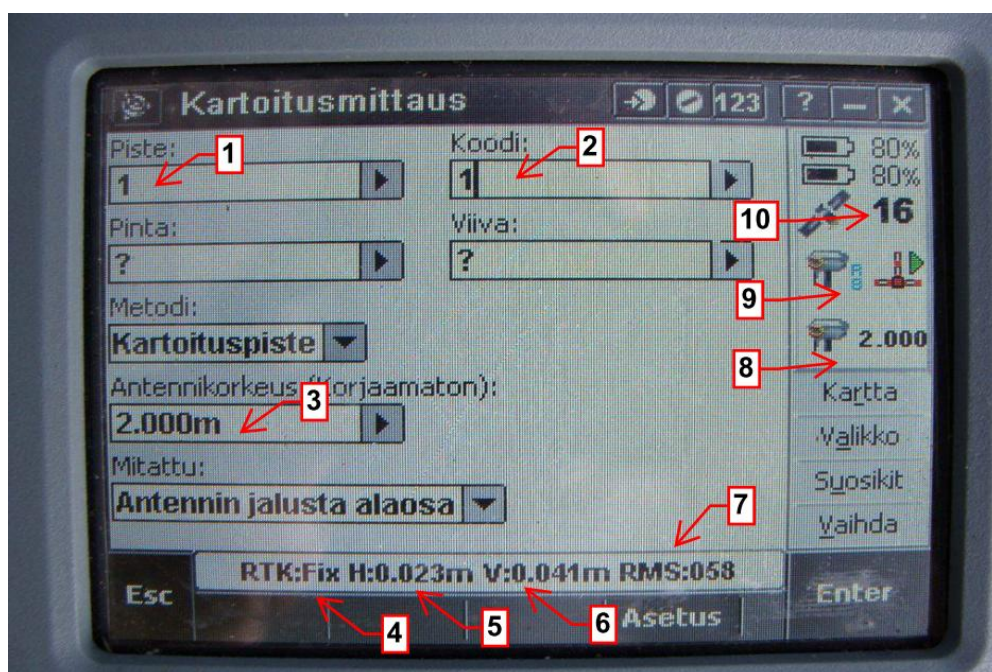 Kartoitusmittaus 123 ? – ×
Piste: 1 Koodi: 2
1 1
80%
80%
10 16
Pinta: Viiva:
? ?
9
Metodi:
Kartoituspiste
8 2.000
Antennikorkeus (Korjaamaton):
3
2.000m
Mitattu:
Antennin jalusta alaosa
7
Kartta
Valikko
Suosikit
Vaihda
RTK:Fix H:0.023m V:0.041m RMS:058
Esc 4 5 6 Asetus Enter